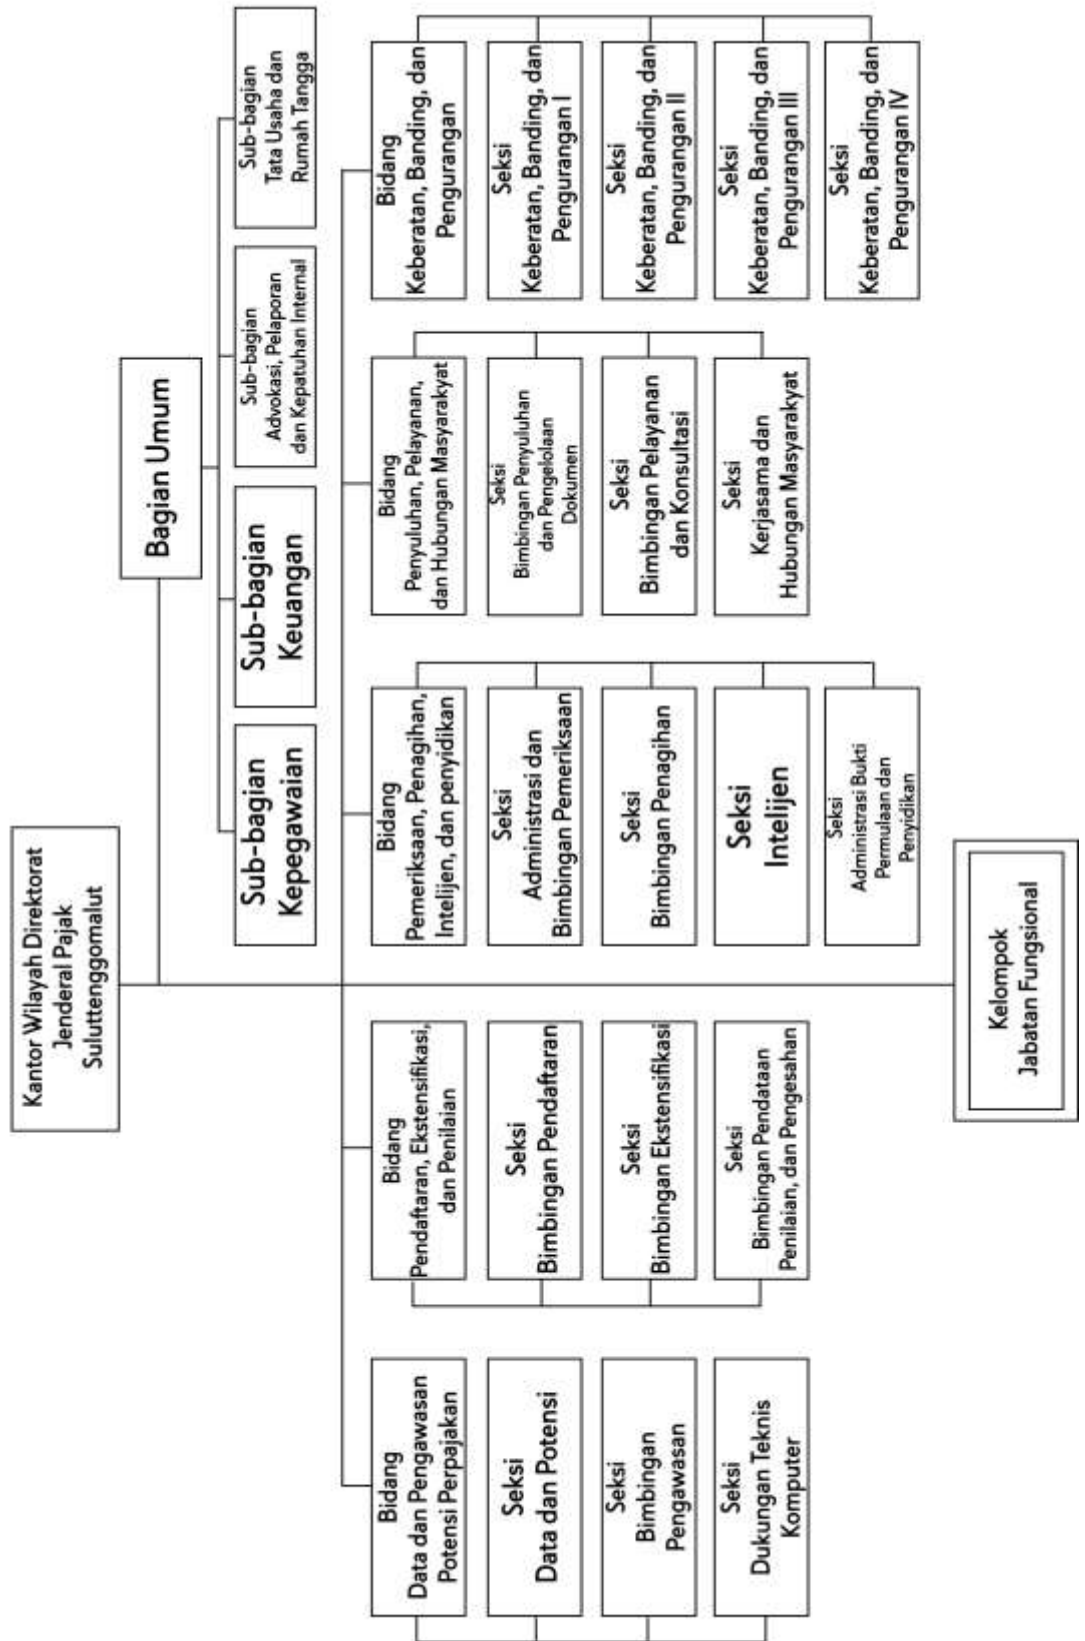 Kantor Wilayah Direktorat
Jenderal Pajak
Suluttenggomalut
Bagian Umum
Sub-bagian
Kepegawaian
Sub-bagian
Keuangan
Sub-bagian
Advokasi, Pelaporan
dan Kepatuhan Internal
Sub-bagian
Tata Usaha dan
Rumah Tangga
Bidang
Data dan Pengawasan
Potensi Perpajakan
Seksi
Data dan Potensi
Seksi
Bimbingan
Pengawasan
Seksi
Dukungan Teknis
Komputer
Bidang
Pendaftaran, Ekstensifikasi,
dan Penilaian
Seksi
Bimbingan Pendaftaran
Seksi
Bimbingan Ekstensifikasi
Seksi
Bimbingan Pendataan
Penilaian, dan Pengesahan
Bidang
Pemeriksaan, Penagihan,
Intelijen, dan penyidikan
Seksi
Administrasi dan
Bimbingan Pemeriksaan
Seksi
Bimbingan Penagihan
Seksi
Intelijen
Seksi
Administrasi Bukti
Permulaan dan
Penyidikan
Bidang
Penyuluhan, Pelayanan,
dan Hubungan Masyarakyat
Seksi
Bimbingan Penyuluhan
dan Pengelolaan
Dokumen
Seksi
Bimbingan Pelayanan
dan Konsultasi
Seksi
Kerjasama dan
Hubungan Masyarakyat
Bidang
Keberatan, Banding, dan
Pengurangan
Seksi
Keberatan, Banding, dan
Pengurangan I
Seksi
Keberatan, Banding, dan
Pengurangan II
Seksi
Keberatan, Banding, dan
Pengurangan III
Seksi
Keberatan, Banding, dan
Pengurangan IV
Kelompok
Jabatan Fungsional